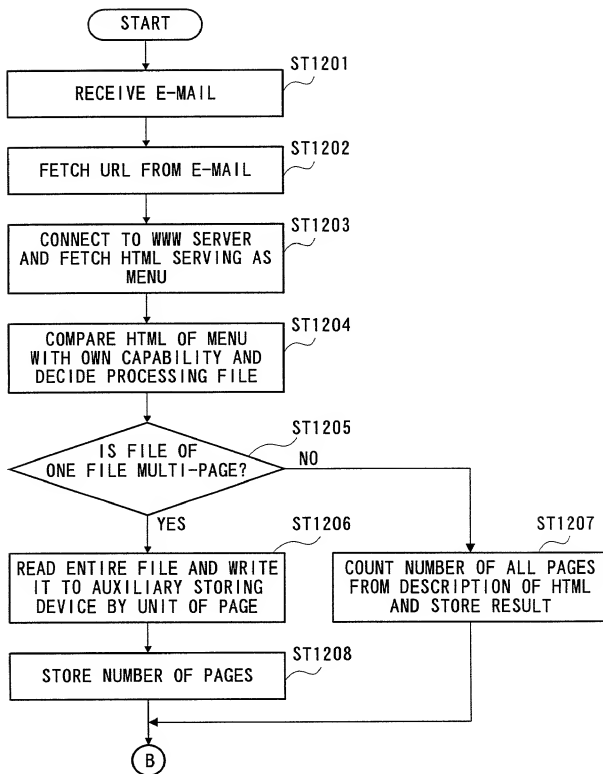 START
ST1201
RECEIVE E-MAIL
ST1202
FETCH URL FROM E-MAIL
ST1203
CONNECT TO WWW SERVER
AND FETCH HTML SERVING AS
MENU
ST1204
COMPARE HTML OF MENU
WITH OWN CAPABILITY AND
DECIDE PROCESSING FILE
ST1205
IS FILE OF
ONE FILE MULTI-PAGE?
NO
YES
ST1206
READ ENTIRE FILE AND WRITE
IT TO AUXILIARY STORING
DEVICE BY UNIT OF PAGE
ST1207
COUNT NUMBER OF ALL PAGES
FROM DESCRIPTION OF HTML
AND STORE RESULT
ST1208
STORE NUMBER OF PAGES
B